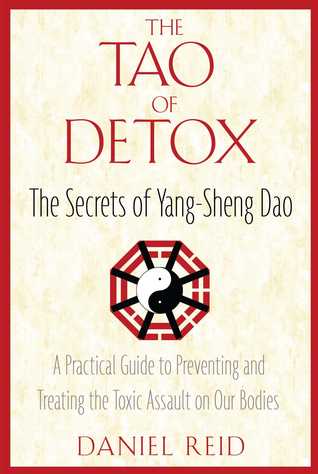 THE
TAO
OF
DETOX
The Secrets of Yang-Sheng Dao
A Practical Guide to Preventing and
Treating the Toxic Assault on Our Bodies
DANIEL REID